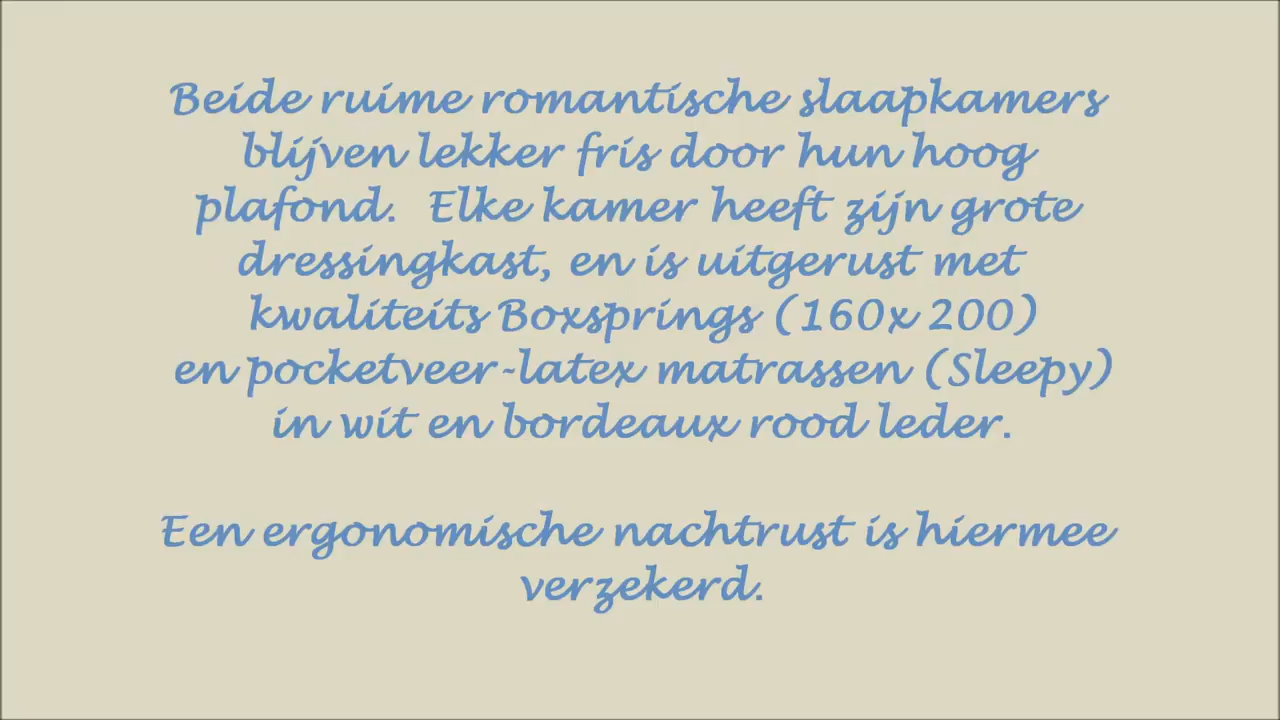 Beide ruime romantische slaapkamers
blijven lekker fris door hun hoog
plafond.  Elke kamer heeft zijn grote
dressingkast, en is uitgerust met
kwaliteits Boxsprings (160x 200)
en pocketveer-latex matrassen (Sleepy)
in wit en bordeaux rood leder.
Een ergonomische nachtrust is hiermee
verzekerd.